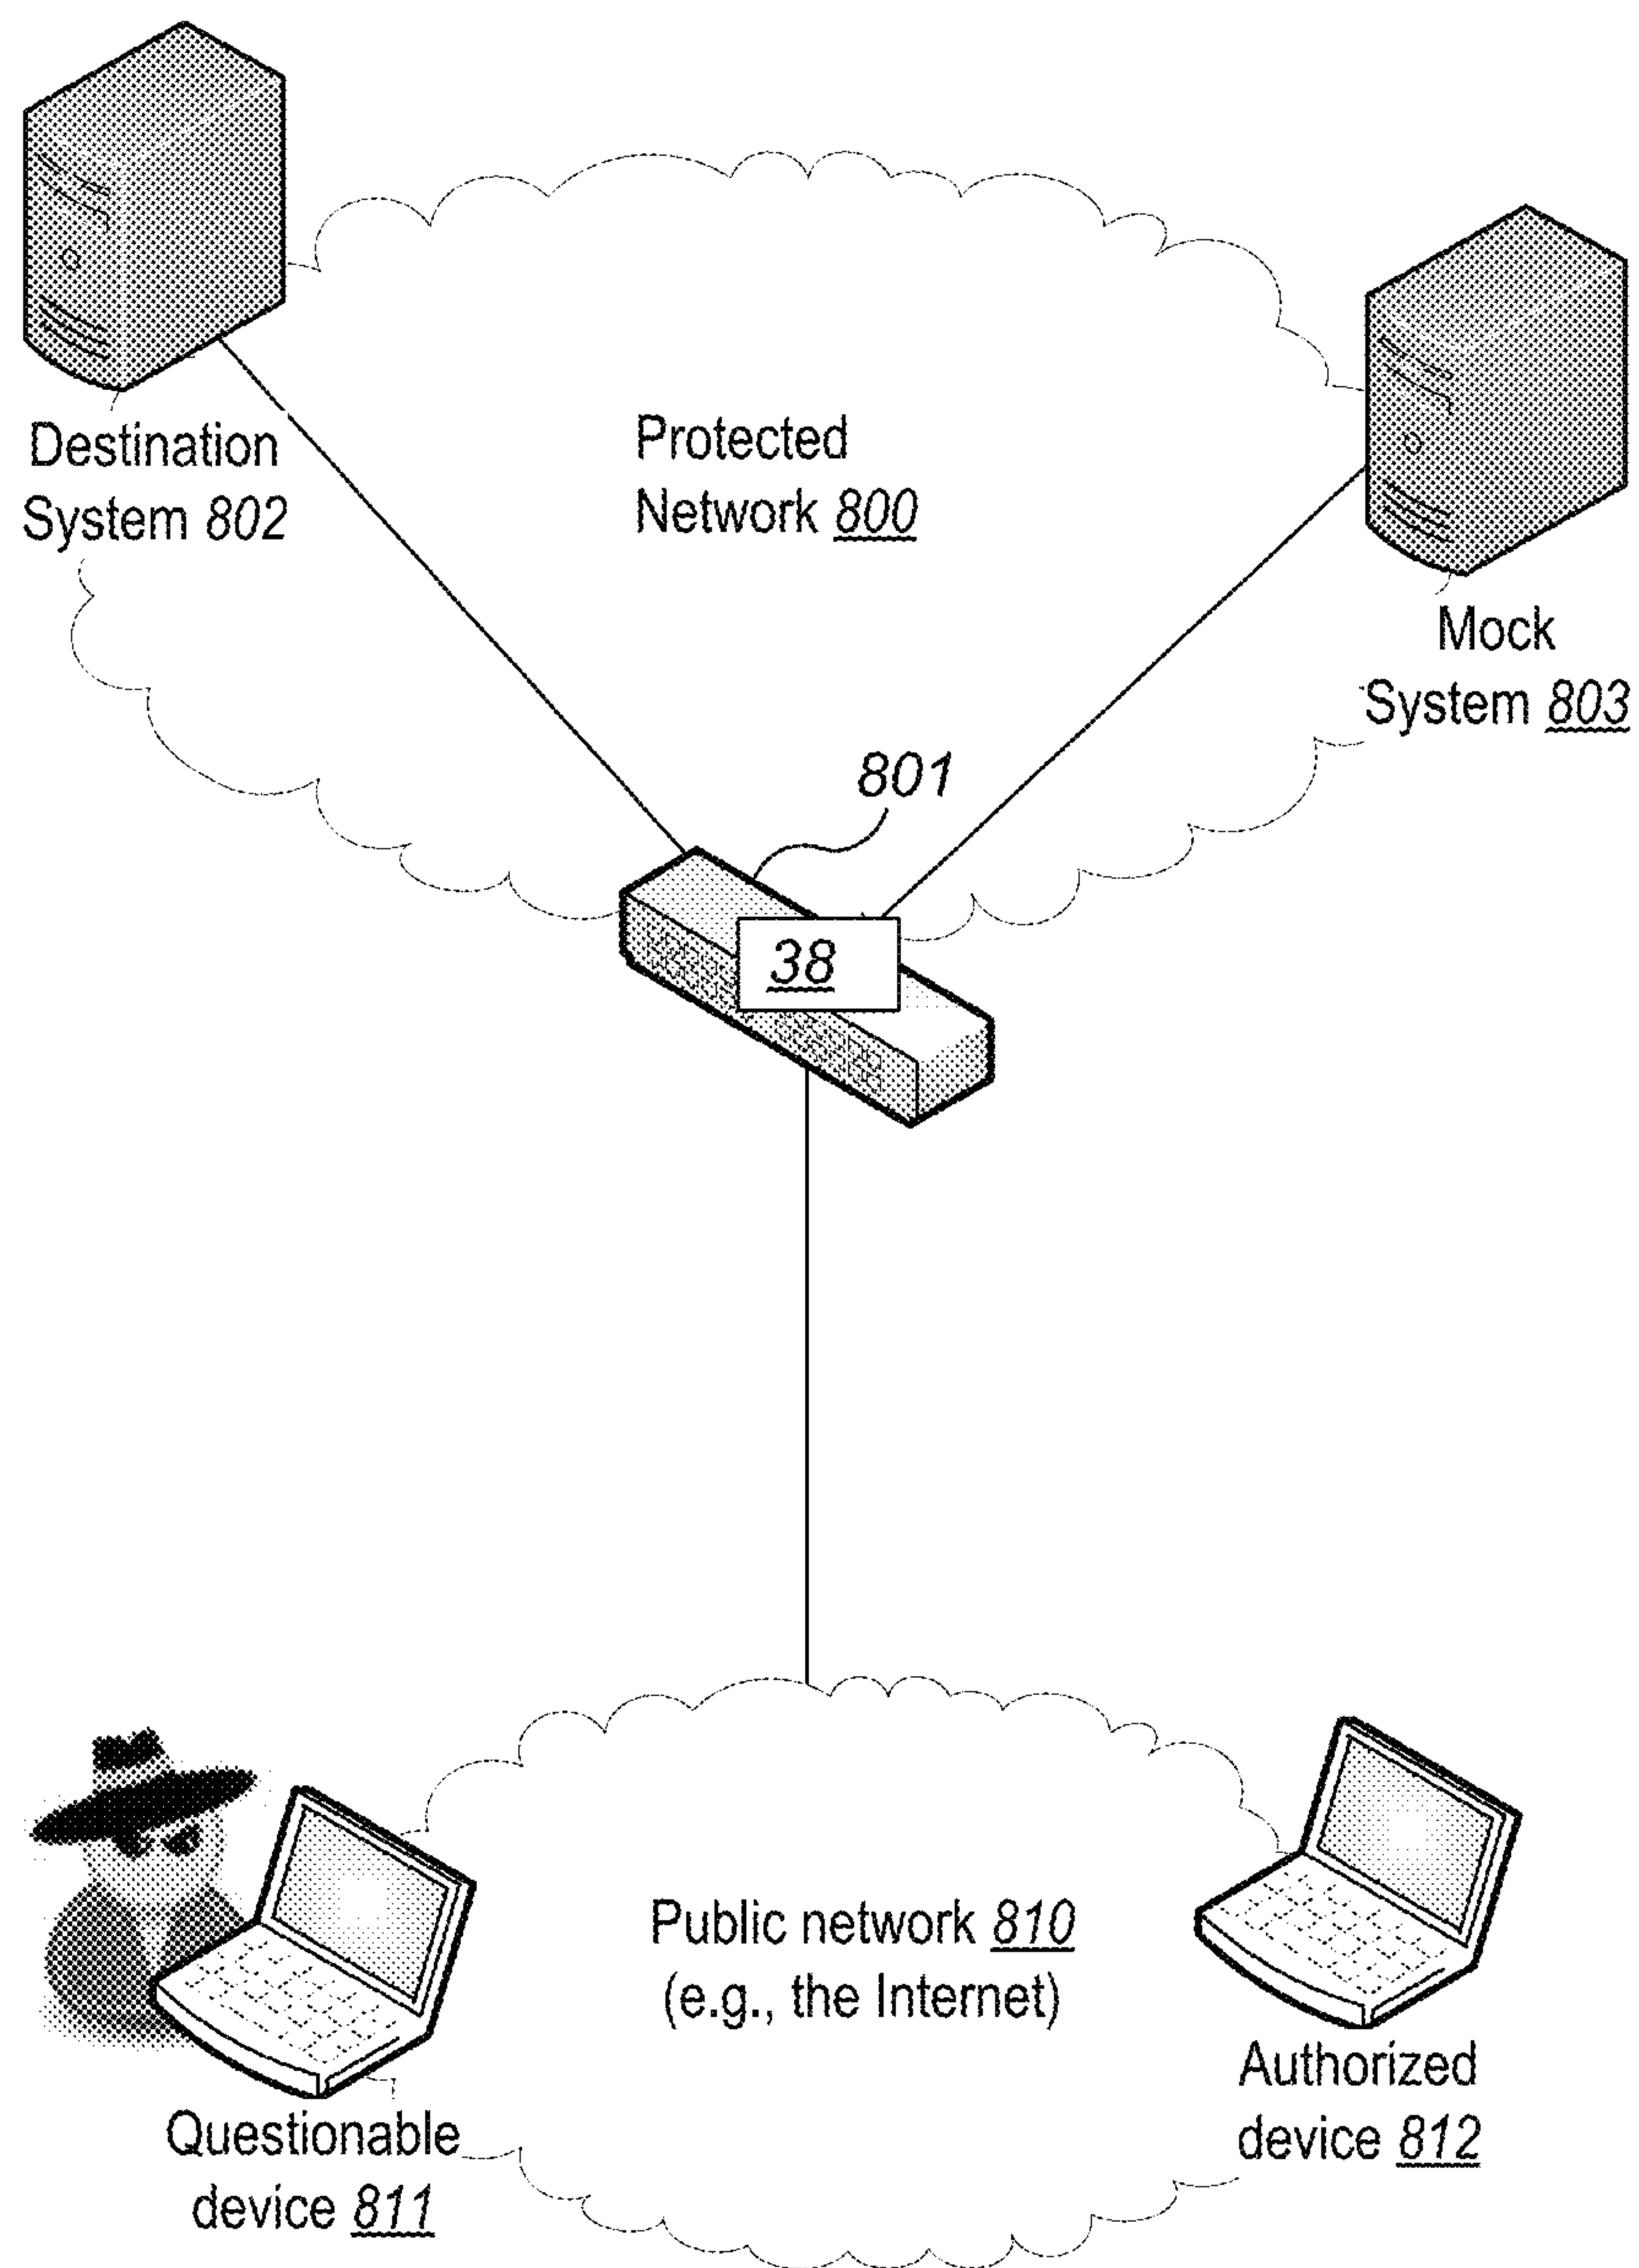 Destination
System 802
Protected
Network 800
Mock
System 803
801
38
Public network 810
(e.g., the Internet)
Authorized
device 812
Questionable
device 811